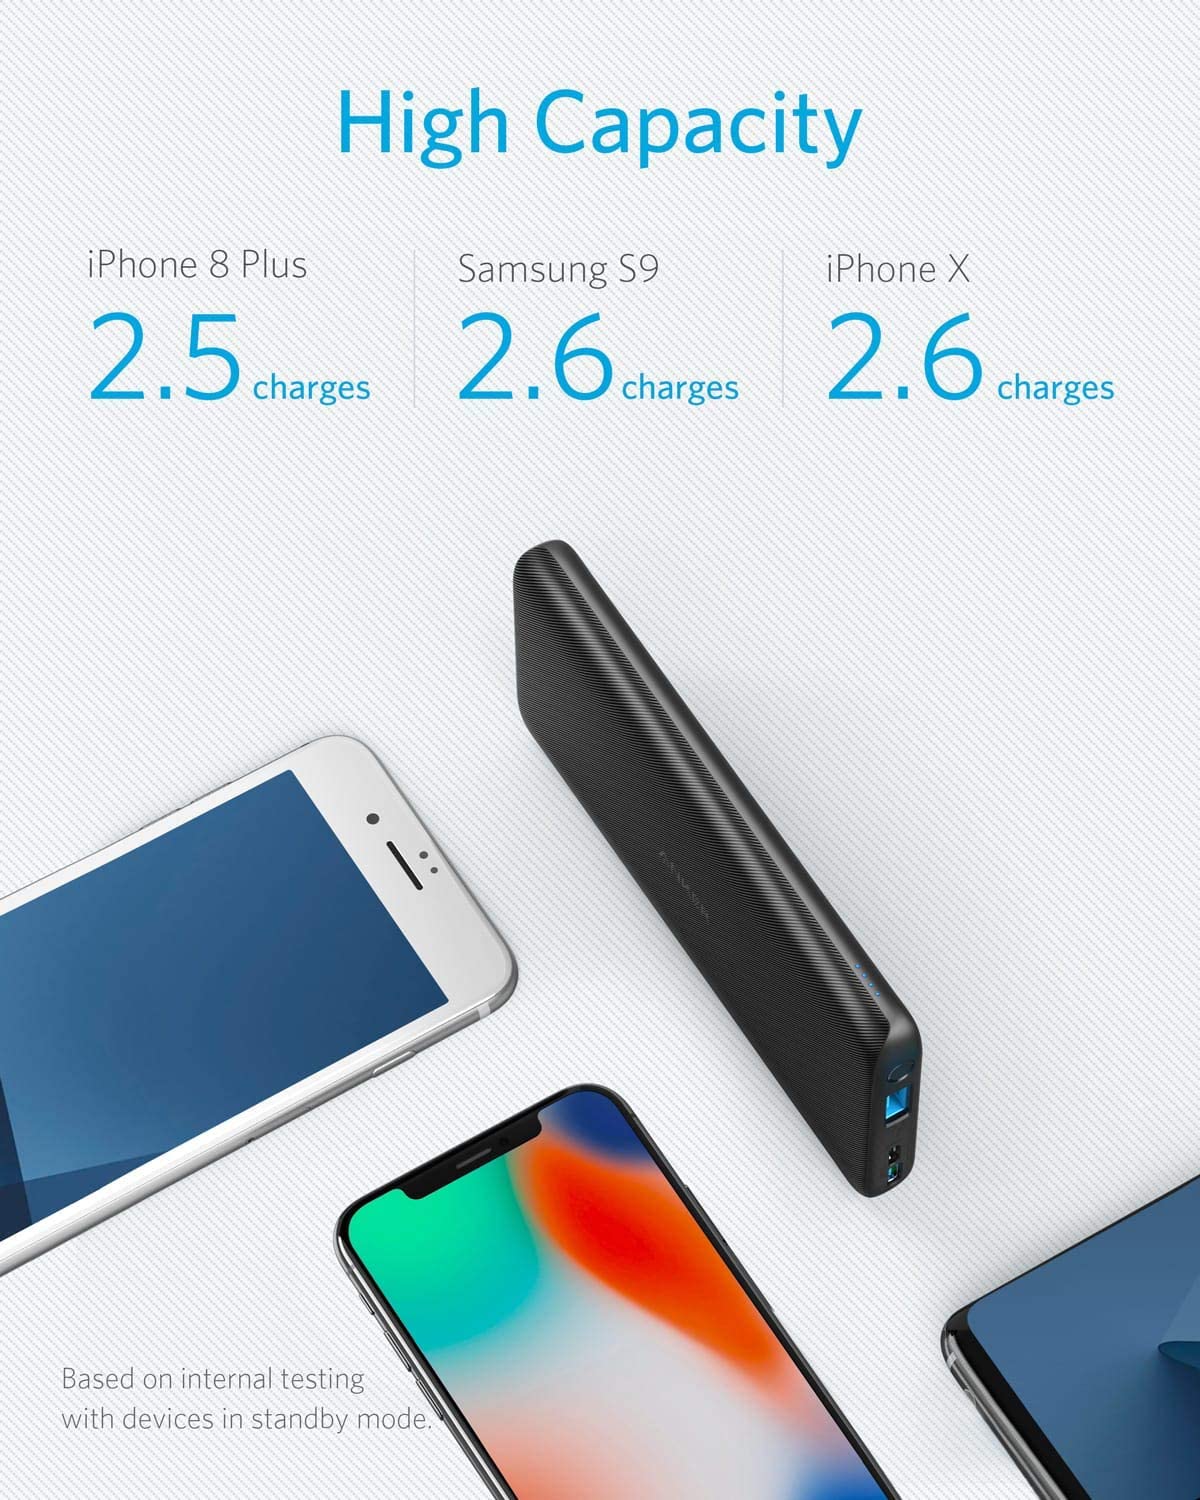 High Capacity
iPhone 8 Plus
2.5 charges
Samsung S9
2.6 charges
iPhone X
2.6 charges
ANKER
Based on internal testing
with devices in standby mode.